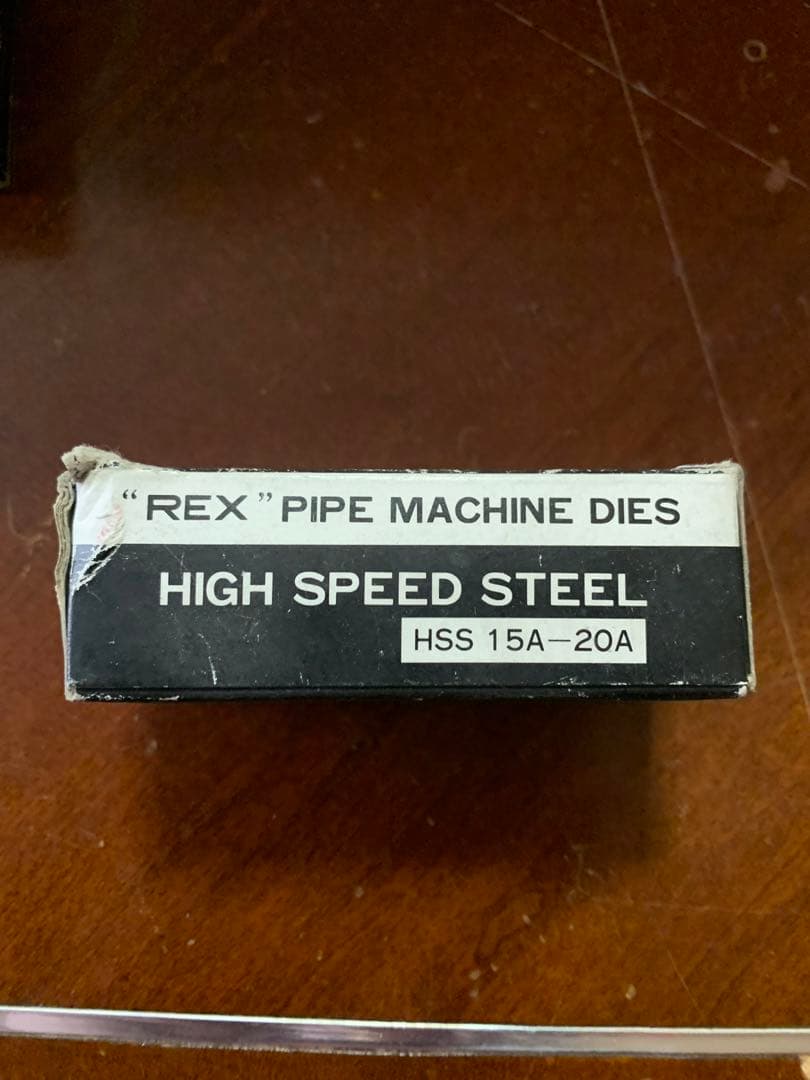 “REX” PIPE MACHINE DIES
HIGH SPEED STEEL
HSS 15A—20A